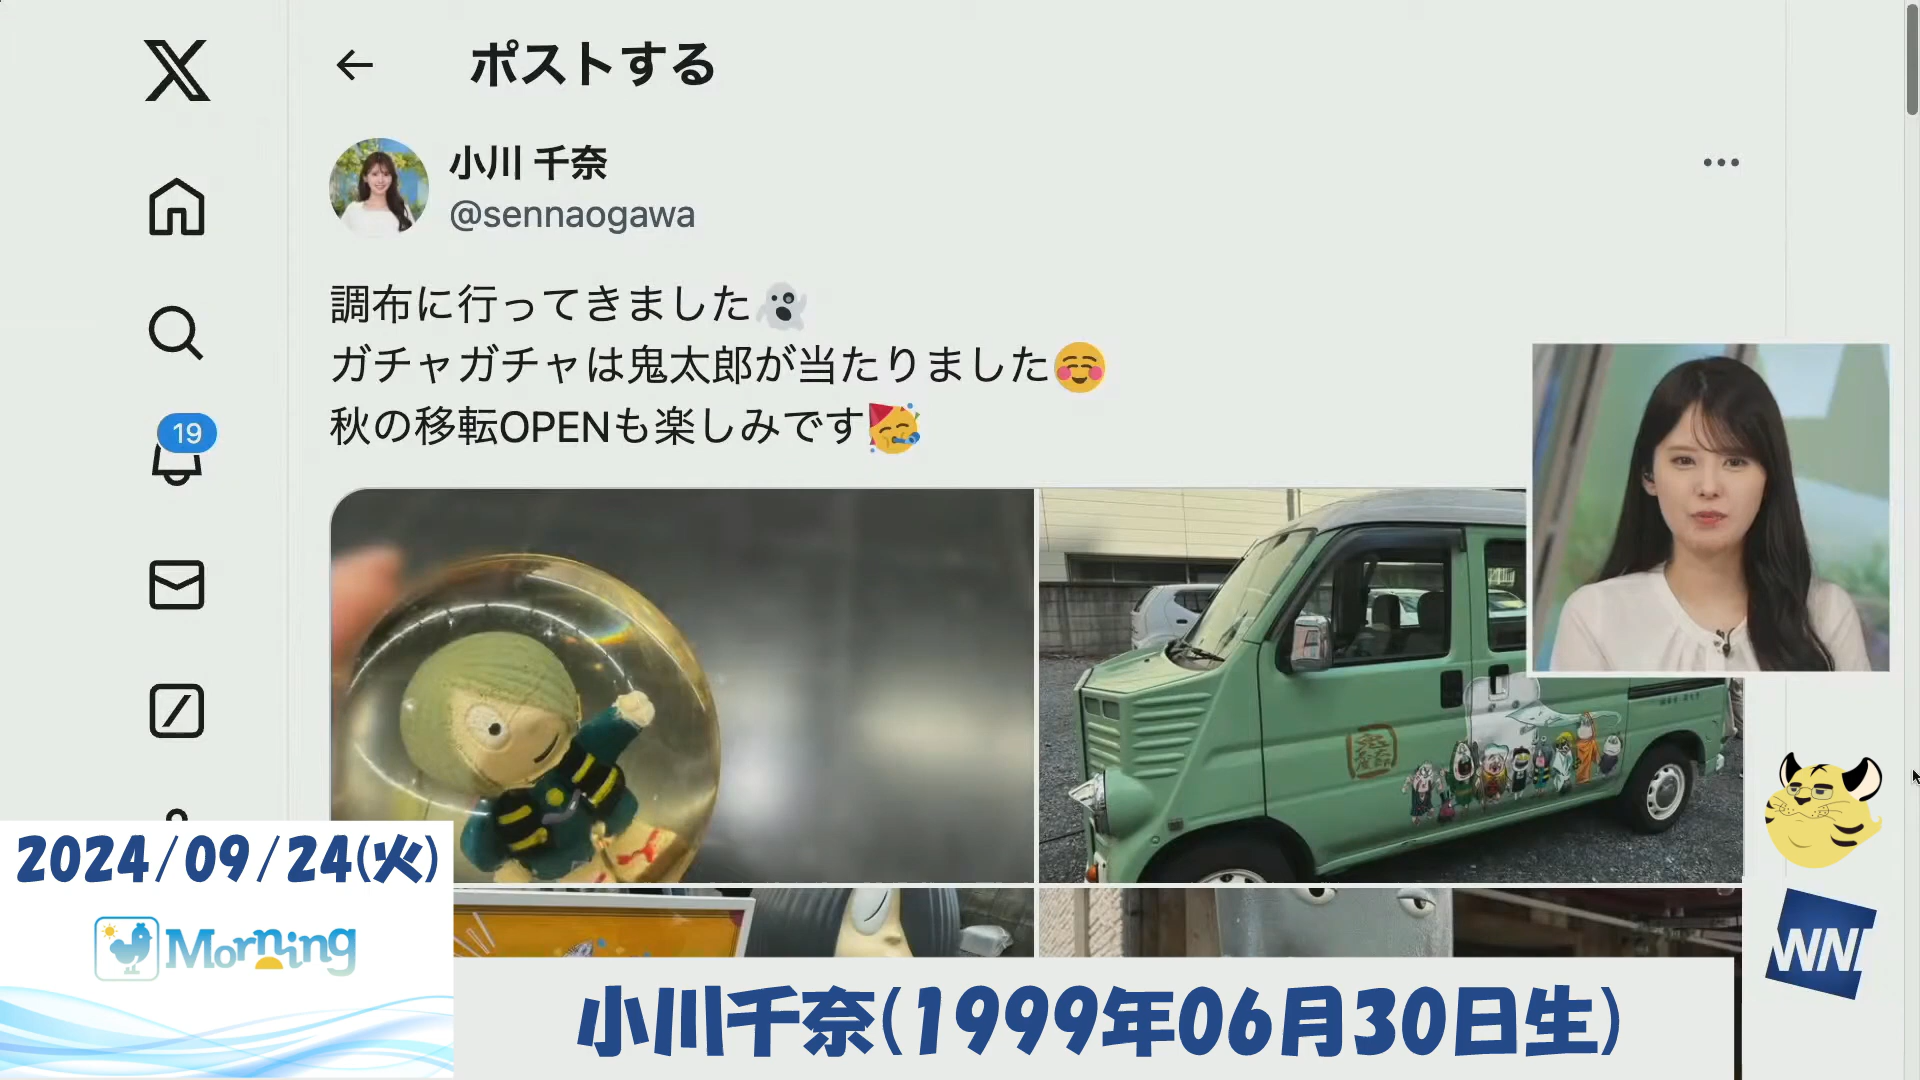 ポストする
小川 千奈
@sennaogawa
調布に行ってきました👻
ガチャガチャは鬼太郎が当たりました☺️
秋の移転OPENも楽しみです🥳
19
2024/09/24(火)
Morning
小川千奈(1999年06月30日生)
WNI